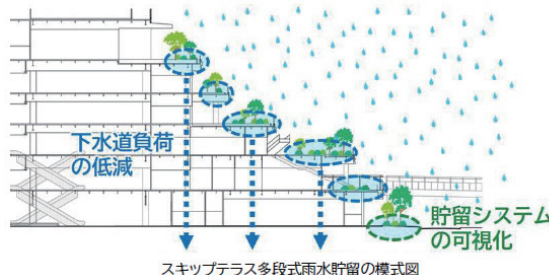 下水道負荷
の低減
貯留システム
の可視化
スキップテラス多段式雨水貯留の模式図